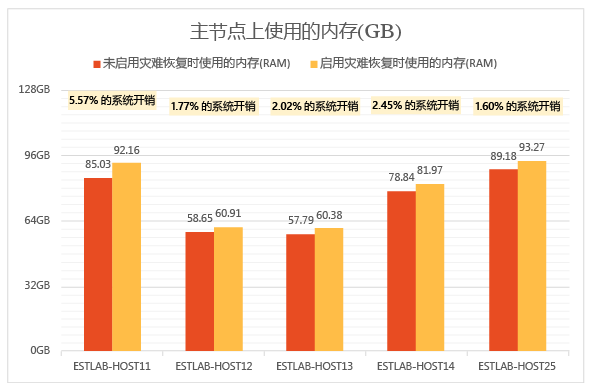 主节点上使用的内存(GB)
未启用灾难恢复时使用的内存(RAM) 启用灾难恢复时使用的内存(RAM)
128GB
5.57% 的系统开销 1.77% 的系统开销 2.02% 的系统开销 2.45% 的系统开销 1.60% 的系统开销
96GB
85.03 92.16 58.65 60.91 57.79 60.38 78.84 81.97 89.18 93.27
64GB
32GB
0GB
ESTLAB-HOST11 ESTLAB-HOST12 ESTLAB-HOST13 ESTLAB-HOST14 ESTLAB-HOST25